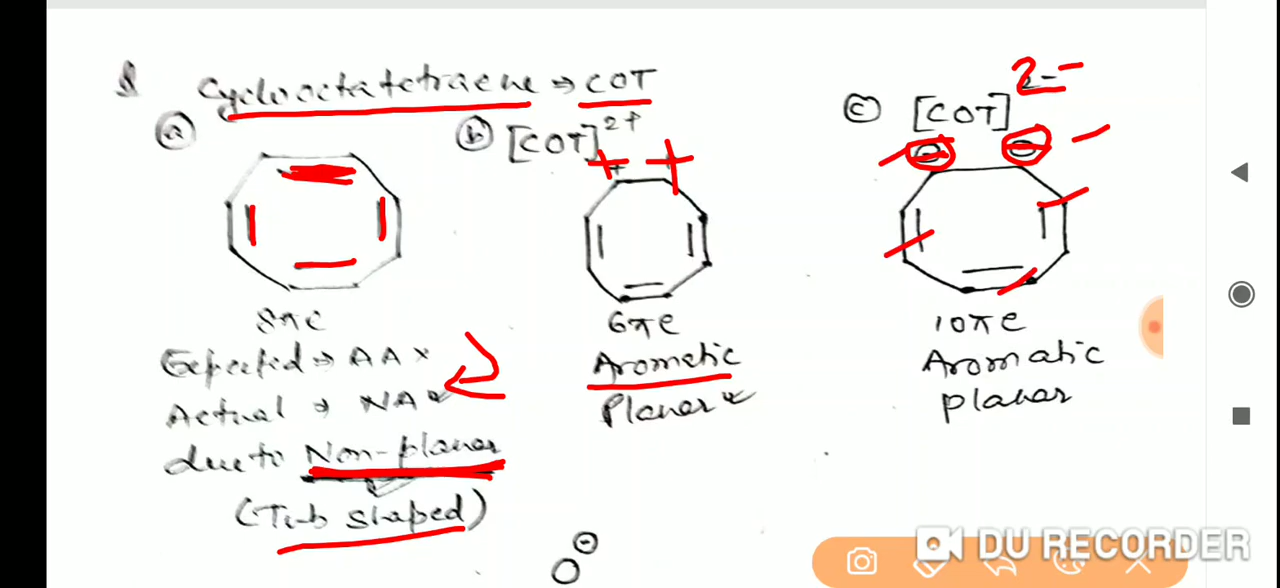 Cyclooctatetraene ⇒ COT
(a)
(b) [COT]2+
(c) [COT]2-
+ +
⊖ ⊖
8πe
Expected → AA ×
Actual → NA
due to Non-planar
(Tub shaped)
6πe
Arometic
Planar
10πe
Aromatic
planar
⊖
DU RECORDER